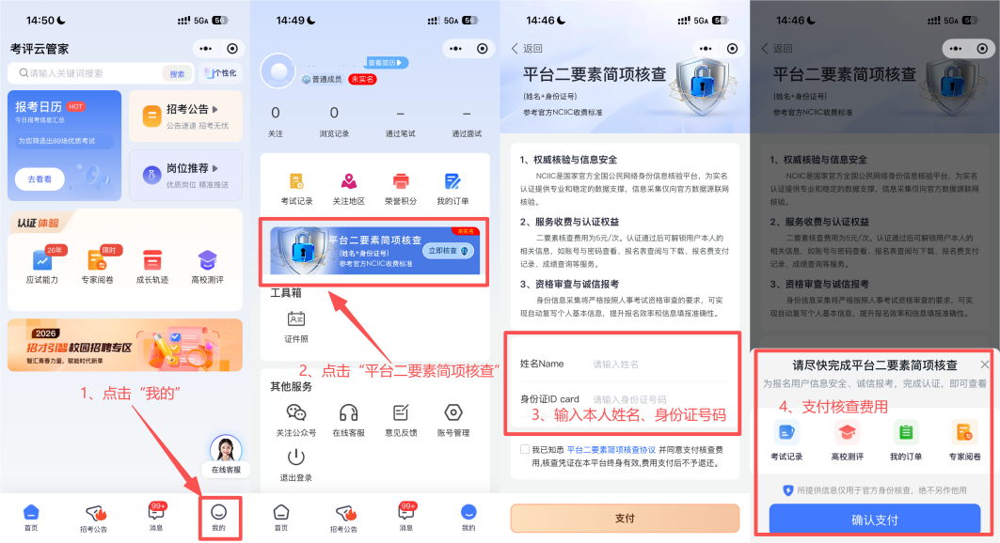 14:50
5GA
56
考评云管家
请输入关键词搜索
搜索
个性化
报考日历 HOT
今日报考信息汇总
为您筛选出89场优质考试
去看看
招考公告
公告速递 招考无忧
岗位推荐
优质岗位 精准推送
认证体验
26年
限时
应试能力
专家阅卷
成长轨迹
高校测评
2026
招才引智校园招聘专区
智汇青春力量，赋能时代新章
1、点击“我的”
在线客服
首页
招考公告
99+
消息
我的
14:49
5GA
56
查看简历
普通成员
未实名
0
0
–
–
关注
浏览记录
通过笔试
通过面试
考试记录
关注地区
荣誉积分
我的订单
平台二要素简项核查
(姓名+身份证号)
参考官方NCIIC收费标准
未实名
立即核查
工具箱
证件照
2、点击“平台二要素简项核查”
其他服务
关注公众号
在线客服
意见反馈
账号管理
退出登录
首页
招考公告
99+
消息
我的
14:46
5GA
56
返回
平台二要素简项核查
(姓名+身份证号)
参考官方NCIIC收费标准
1、权威核验与信息安全
NCIIC是国家官方全国公民网络身份信息核验平台，为实名
认证提供专业和稳定的数据支撑，信息采集仅向官方数据源联网
核验。
2、服务收费与认证权益
二要素核查费用为5元/次。认证通过后可解锁用户本人的
相关信息，如账号与密码查看、报名表查阅与下载、报名费支付
记录、成绩查询等服务。
3、资格审查与诚信报考
身份信息采集将严格按照人事考试资格审查的要求，可实
现自动复写个人基本信息，提升报名效率和信息填报准确性。
姓名Name
请输入姓名
身份证ID card
请输入身份证号码
3、输入本人姓名、身份证号码
我已知悉 平台二要素简项核查协议 并同意支付核查费
用,核查凭证在本平台终身有效,费用支付后不予退还。
支付
14:46
5GA
56
返回
平台二要素简项核查
(姓名+身份证号)
参考官方NCIIC收费标准
1、权威核验与信息安全
NCIIC是国家官方全国公民网络身份信息核验平台，为实名
认证提供专业和稳定的数据支撑，信息采集仅向官方数据源联网
核验。
2、服务收费与认证权益
二要素核查费用为5元/次。认证通过后可解锁用户本人的
相关信息，如账号与密码查看、报名表查阅与下载、报名费支付
记录、成绩查询等服务。
3、资格审查与诚信报考
身份信息采集将严格按照人事考试资格审查的要求，可实
现自动复写个人基本信息，提升报名效率和信息填报准确性。
请尽快完成平台二要素简项核查
为报名用户信息安全、诚信报考，完成认证，即可查看
4、支付核查费用
考试记录
高校测评
我的订单
专家阅卷
所提供信息仅用于官方身份核查，绝不另作他用
确认支付